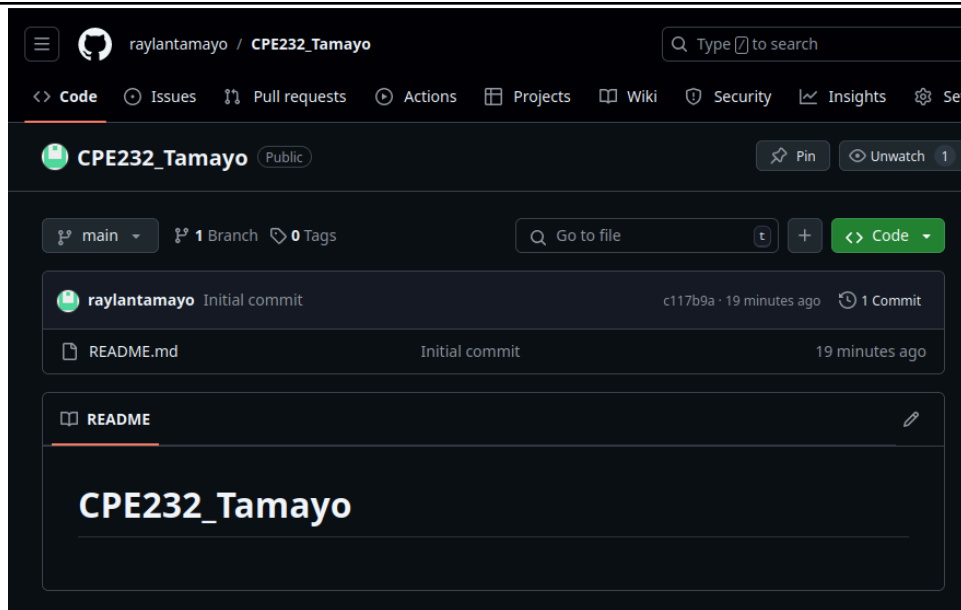 raylantamayo / CPE232_Tamayo Type / to search
Code Issues Pull requests Actions Projects Wiki Security Insights Se
CPE232_Tamayo Public Pin Unwatch 1
main 1 Branch 0 Tags Go to file t + Code
raylantamayo Initial commit c117b9a · 19 minutes ago 1 Commit
README.md Initial commit 19 minutes ago
README
CPE232_Tamayo